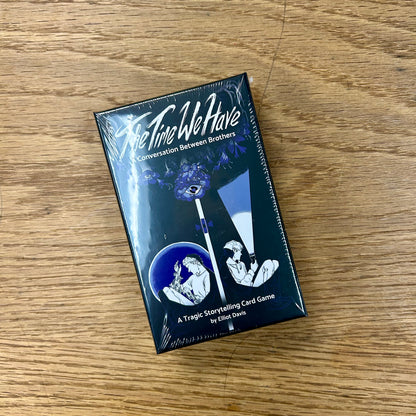 The Time We Have
A Conversation Between Brothers
A Tragic Storytelling Card Game
by Elliot Davis